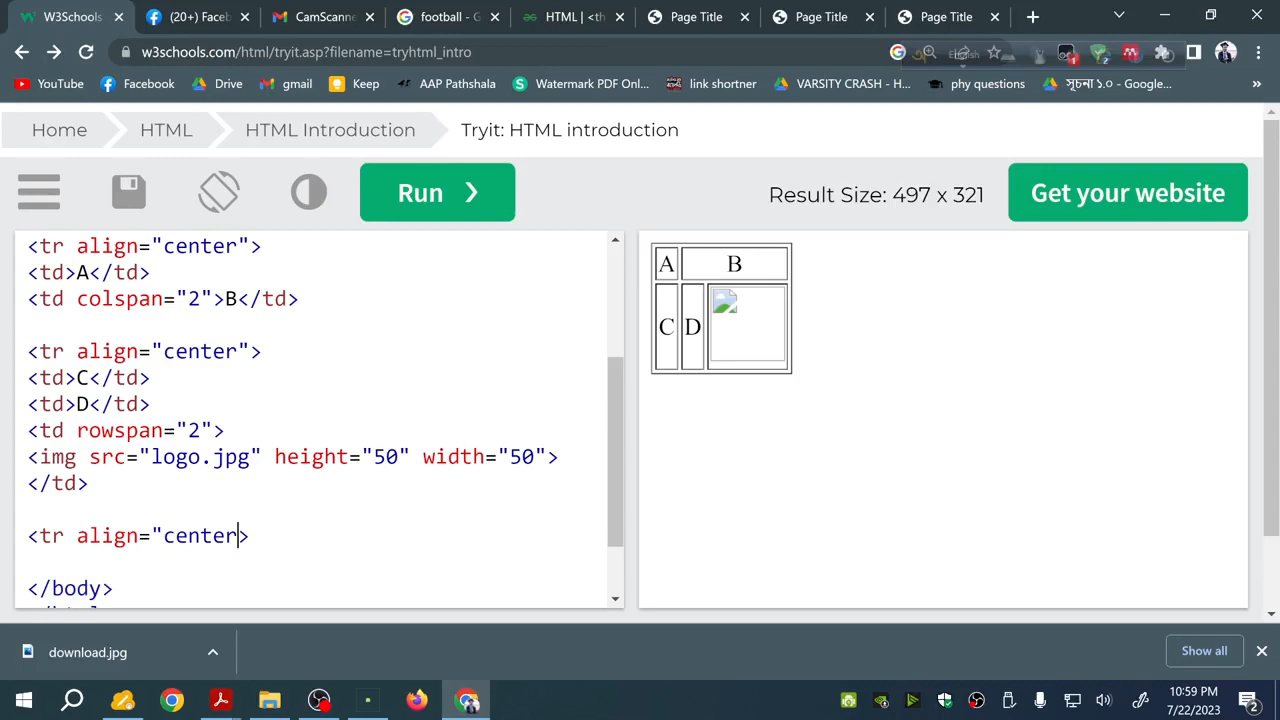 W3Schools
(20+) Faceb
CamScanne
football - G
HTML | <th
Page Title
Page Title
Page Title
w3schools.com/html/tryit.asp?filename=tryhtml_intro
English
YouTube
Facebook
Drive
gmail
Keep
AAP Pathshala
Watermark PDF Onl...
link shortner
VARSITY CRASH - H...
phy questions
সূচনা ১.০ - Google...
»
Home
HTML
HTML Introduction
Tryit: HTML introduction
Run ❯
Result Size: 497 x 321
Get your website
<tr align="center">
<td>A</td>
<td colspan="2">B</td>
<tr align="center">
<td>C</td>
<td>D</td>
<td rowspan="2">
<img src="logo.jpg" height="50" width="50">
</td>
<tr align="center>
</body>
A B
C D
download.jpg
Show all
10:59 PM
7/22/2023
2